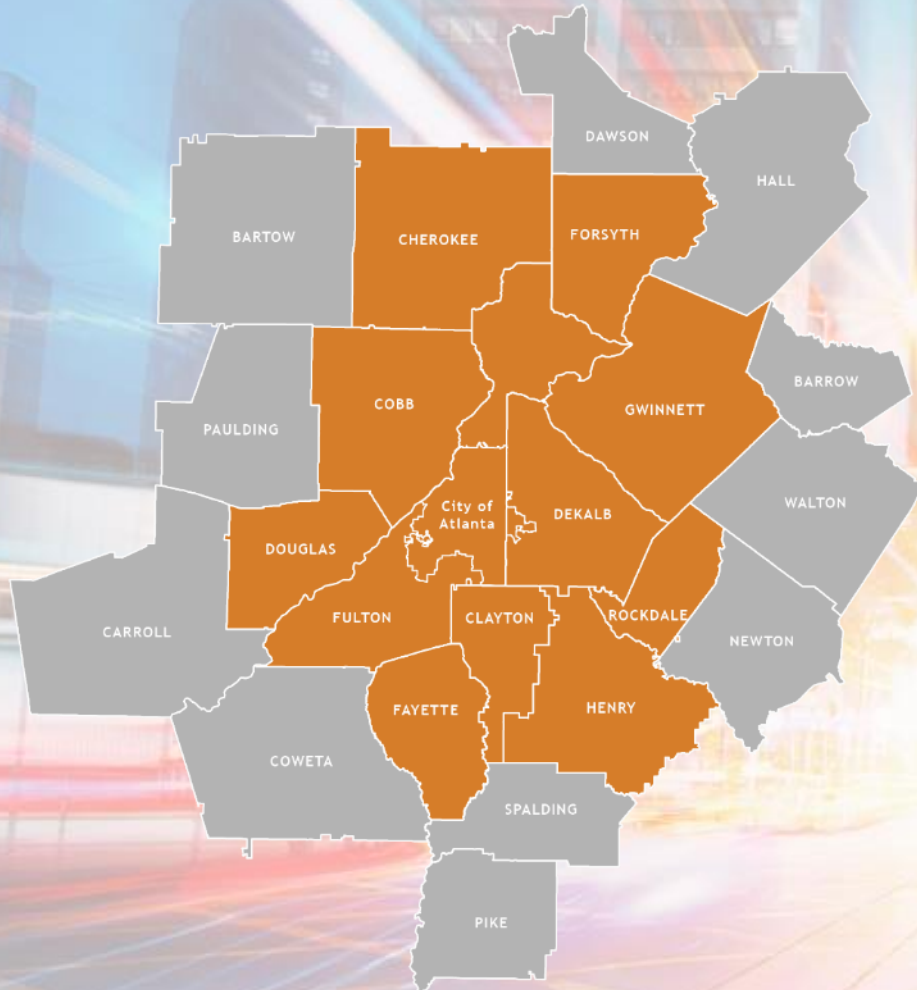 DAWSON
HALL
BARTOW
CHEROKEE
FORSYTH
BARROW
COBB
GWINNETT
PAULDING
WALTON
City of
Atlanta
DEKALB
DOUGLAS
FULTON
CLAYTON
ROCKDALE
CARROLL
NEWTON
FAYETTE
HENRY
COWETA
SPALDING
PIKE